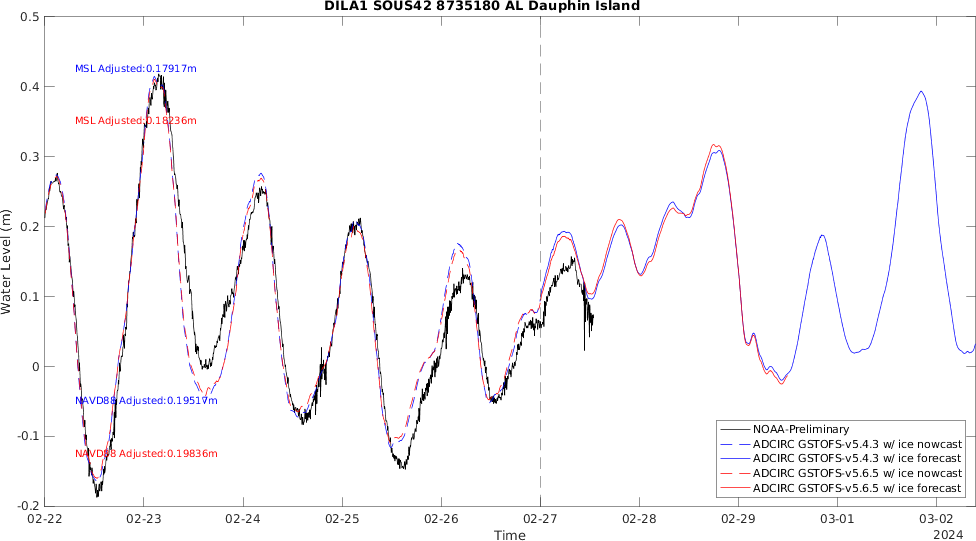 DILA1 SOUS42 8735180 AL Dauphin Island
0.5
MSL Adjusted:0.17917m
0.4
MSL Adjusted:0.18236m
0.3
0.2
Water Level (m)
0.1
0
NAVD88 Adjusted:0.19517m
-0.1
NAVD88 Adjusted:0.19836m
-0.2
NOAA-Preliminary
ADCIRC GSTOFS-v5.4.3 w/ ice nowcast
ADCIRC GSTOFS-v5.4.3 w/ ice forecast
ADCIRC GSTOFS-v5.6.5 w/ ice nowcast
ADCIRC GSTOFS-v5.6.5 w/ ice forecast
02-22 02-23 02-24 02-25 02-26 02-27 02-28 02-29 03-01 03-02
Time 2024